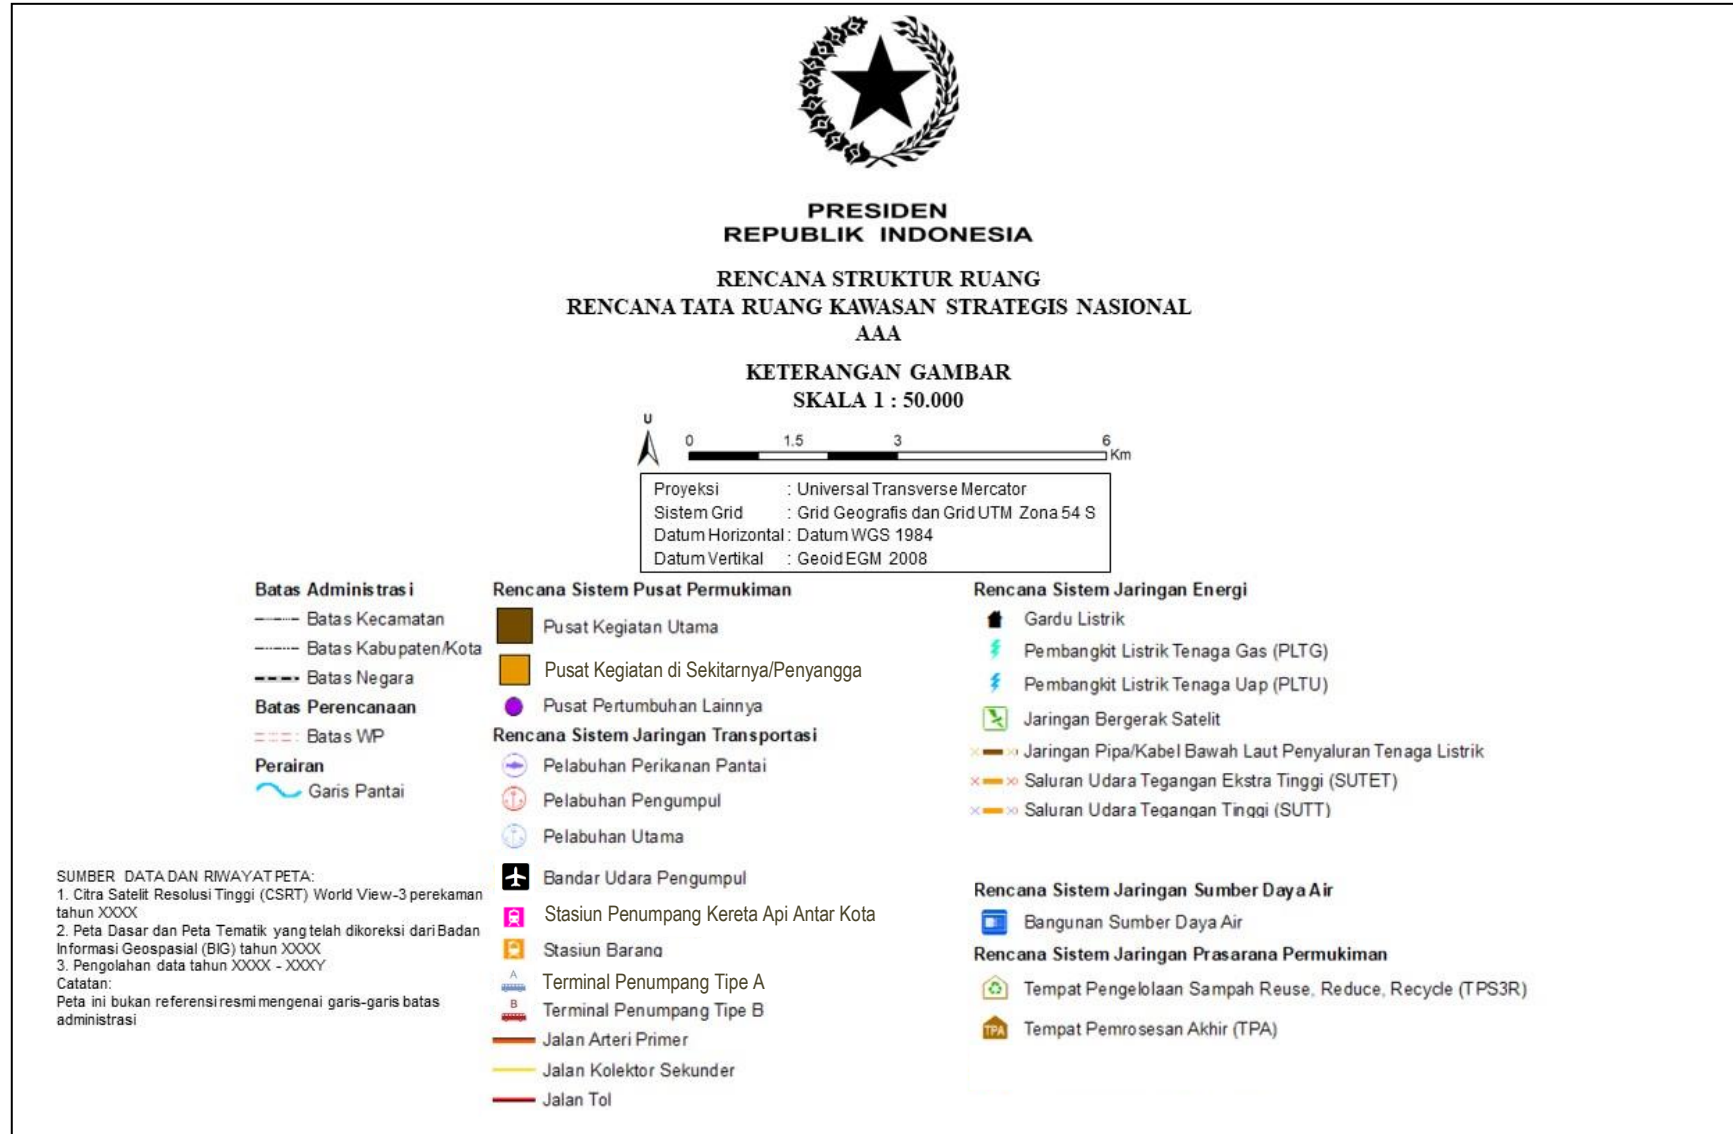 PRESIDEN
REPUBLIK INDONESIA
RENCANA STRUKTUR RUANG
RENCANA TATA RUANG KAWASAN STRATEGIS NASIONAL
AAA
KETERANGAN GAMBAR
SKALA 1 : 50.000
U
0 1.5 3 6
Km
Proyeksi : Universal Transverse Mercator
Sistem Grid : Grid Geografis dan Grid UTM Zona 54 S
Datum Horizontal : Datum WGS 1984
Datum Vertikal : Geoid EGM 2008
Batas Administrasi
Batas Kecamatan
Batas Kabupaten/Kota
Batas Negara
Batas Perencanaan
Batas WP
Perairan
Garis Pantai
SUMBER DATA DAN RIWAYAT PETA:
1. Citra Satelit Resolusi Tinggi (CSRT) World View-3 perekaman
tahun XXXX
2. Peta Dasar dan Peta Tematik yang telah dikoreksi dari Badan
Informasi Geospasial (BIG) tahun XXXX
3. Pengolahan data tahun XXXX - XXXY
Catatan:
Peta ini bukan referensi resmi mengenai garis-garis batas
administrasi
Rencana Sistem Pusat Permukiman
Pusat Kegiatan Utama
Pusat Kegiatan di Sekitarnya/Penyangga
Pusat Pertumbuhan Lainnya
Rencana Sistem Jaringan Transportasi
Pelabuhan Perikanan Pantai
Pelabuhan Pengumpul
Pelabuhan Utama
Bandar Udara Pengumpul
Stasiun Penumpang Kereta Api Antar Kota
Stasiun Barang
A
Terminal Penumpang Tipe A
B
Terminal Penumpang Tipe B
Jalan Arteri Primer
Jalan Kolektor Sekunder
Jalan Tol
Rencana Sistem Jaringan Energi
Gardu Listrik
Pembangkit Listrik Tenaga Gas (PLTG)
Pembangkit Listrik Tenaga Uap (PLTU)
Jaringan Bergerak Satelit
Jaringan Pipa/Kabel Bawah Laut Penyaluran Tenaga Listrik
Saluran Udara Tegangan Ekstra Tinggi (SUTET)
Saluran Udara Tegangan Tinggi (SUTT)
Rencana Sistem Jaringan Sumber Daya Air
Bangunan Sumber Daya Air
Rencana Sistem Jaringan Prasarana Permukiman
Tempat Pengelolaan Sampah Reuse, Reduce, Recycle (TPS3R)
TPA
Tempat Pemrosesan Akhir (TPA)